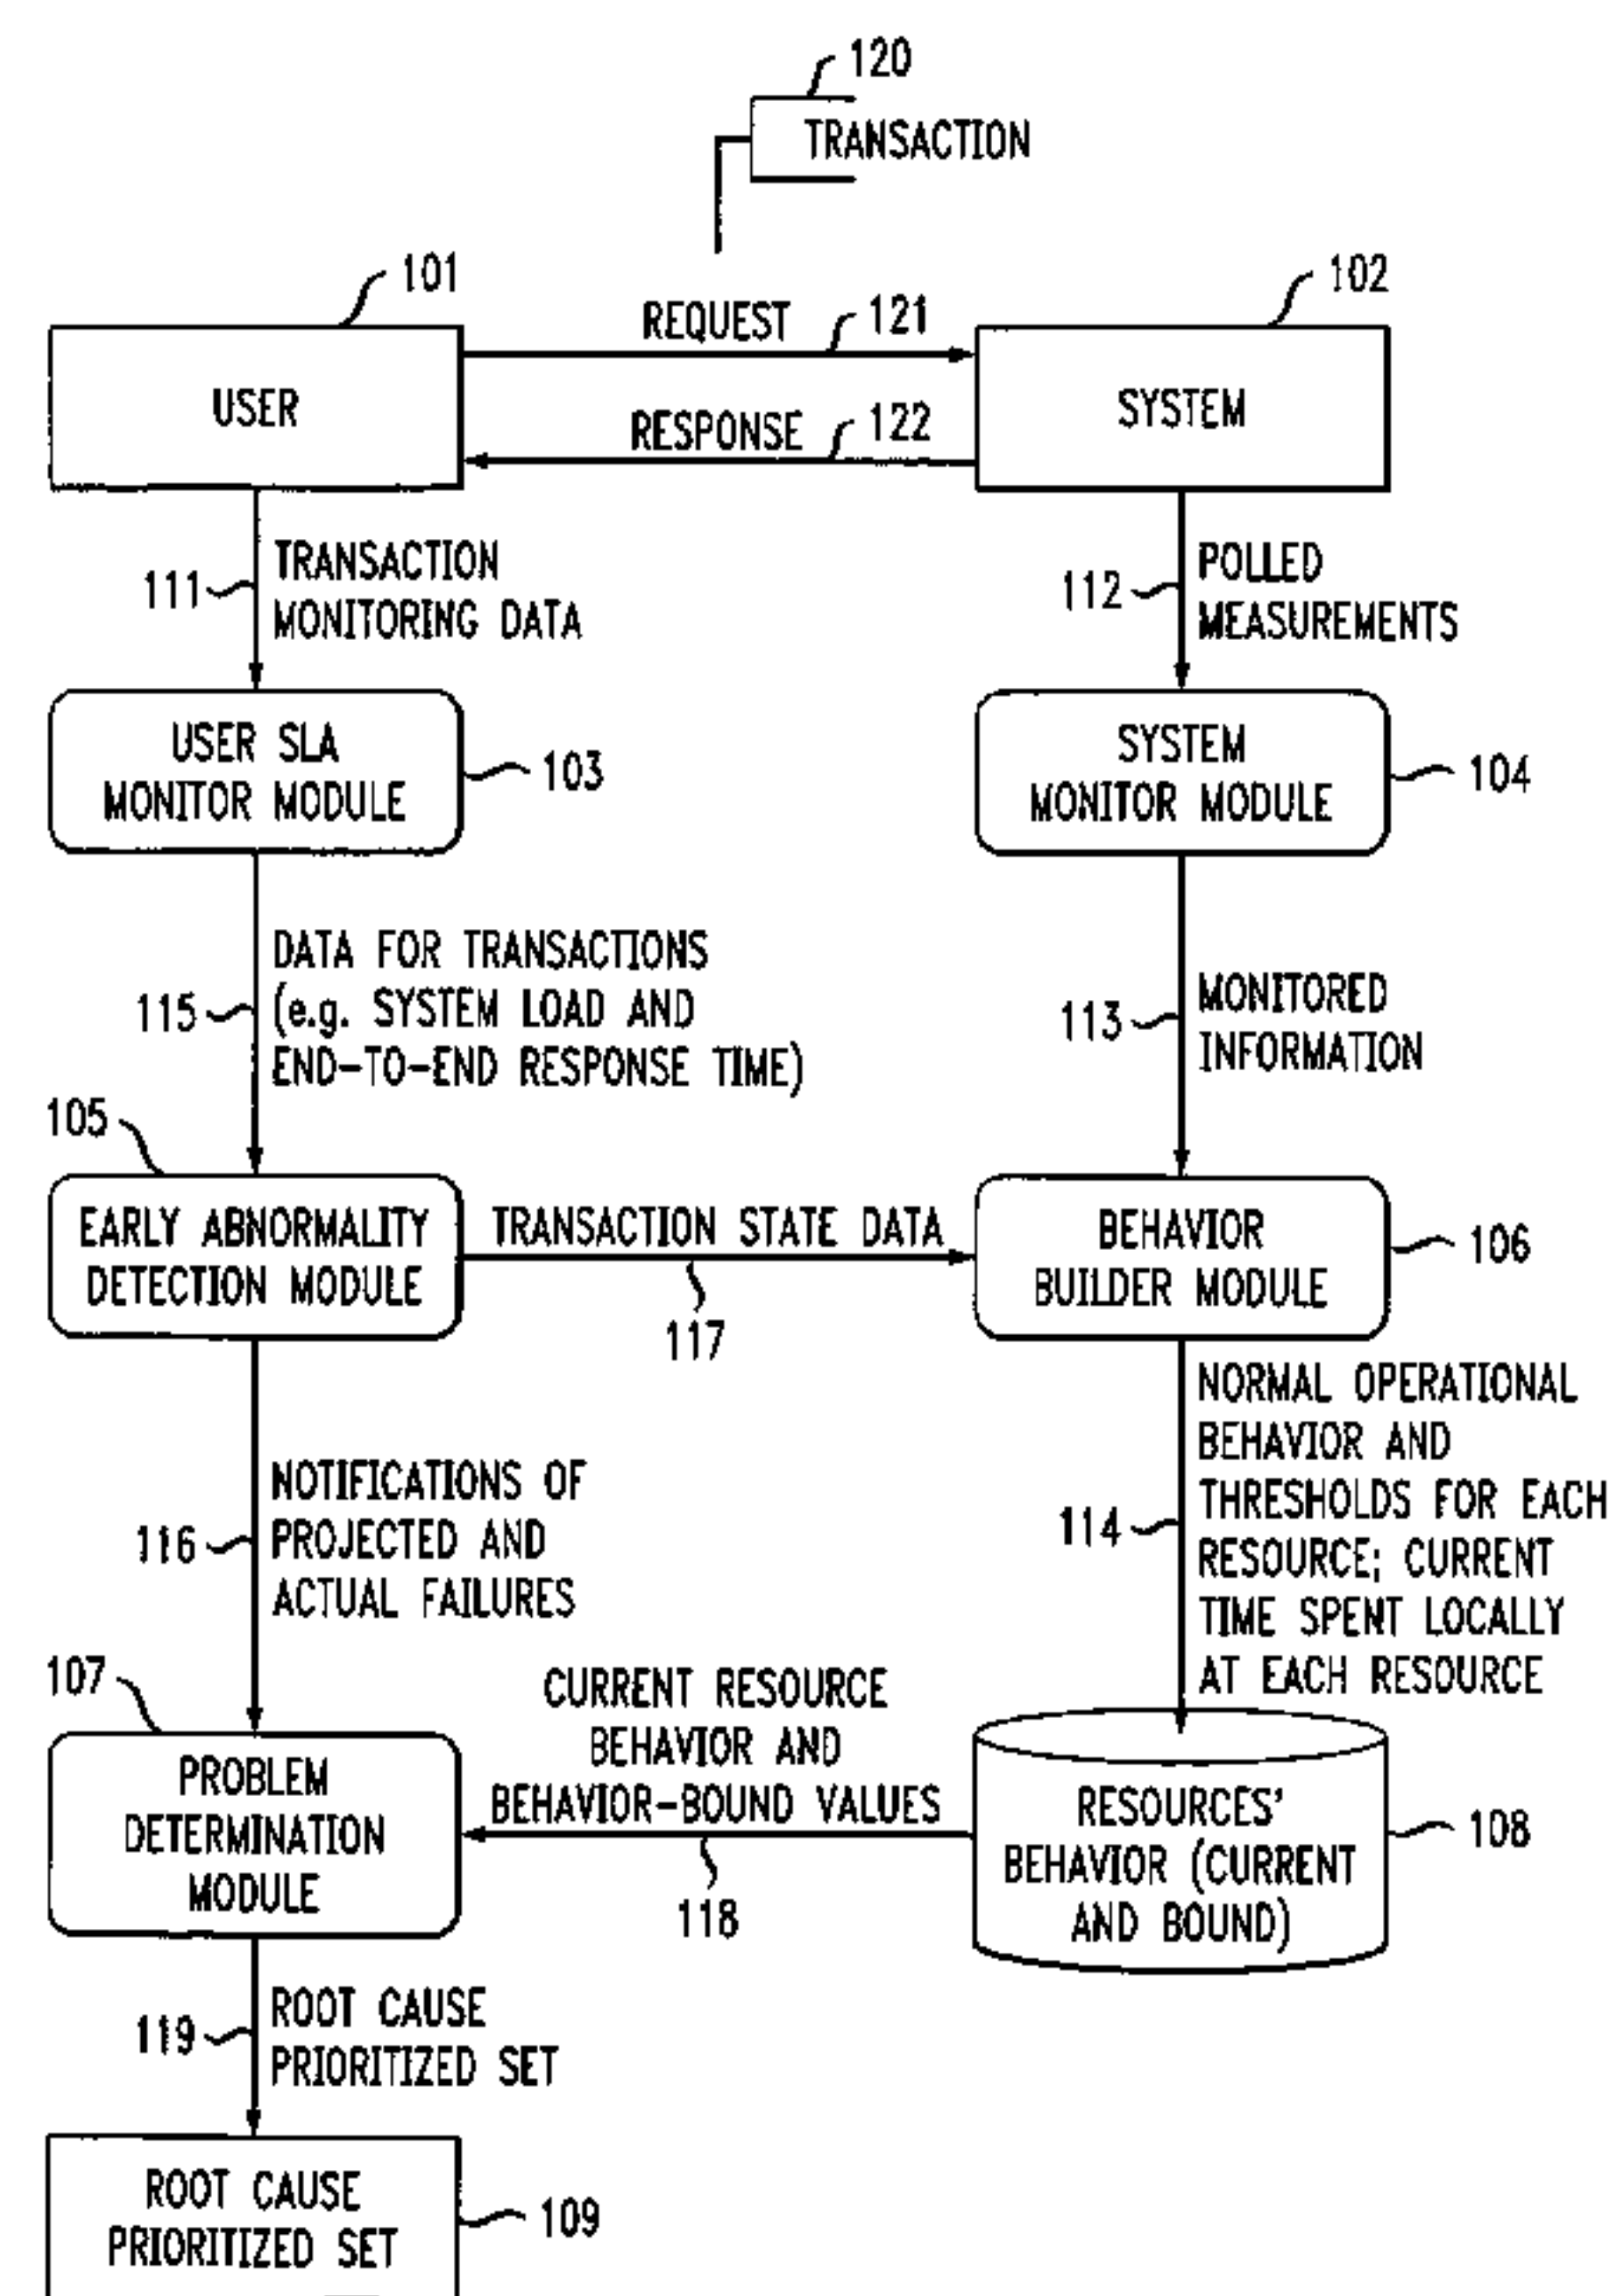 120
TRANSACTION
101
102
REQUEST
121
USER
SYSTEM
RESPONSE
122
111
TRANSACTION
MONITORING DATA
112
POLLED
MEASUREMENTS
USER SLA
MONITOR MODULE
103
SYSTEM
MONITOR MODULE
104
115
DATA FOR TRANSACTIONS
(e.g. SYSTEM LOAD AND
END-TO-END RESPONSE TIME)
113
MONITORED
INFORMATION
105
EARLY ABNORMALITY
DETECTION MODULE
TRANSACTION STATE DATA
117
BEHAVIOR
BUILDER MODULE
106
116
NOTIFICATIONS OF
PROJECTED AND
ACTUAL FAILURES
114
NORMAL OPERATIONAL
BEHAVIOR AND
THRESHOLDS FOR EACH
RESOURCE; CURRENT
TIME SPENT LOCALLY
AT EACH RESOURCE
107
PROBLEM
DETERMINATION
MODULE
CURRENT RESOURCE
BEHAVIOR AND
BEHAVIOR-BOUND VALUES
118
RESOURCES'
BEHAVIOR (CURRENT
AND BOUND)
108
119
ROOT CAUSE
PRIORITIZED SET
ROOT CAUSE
PRIORITIZED SET
109